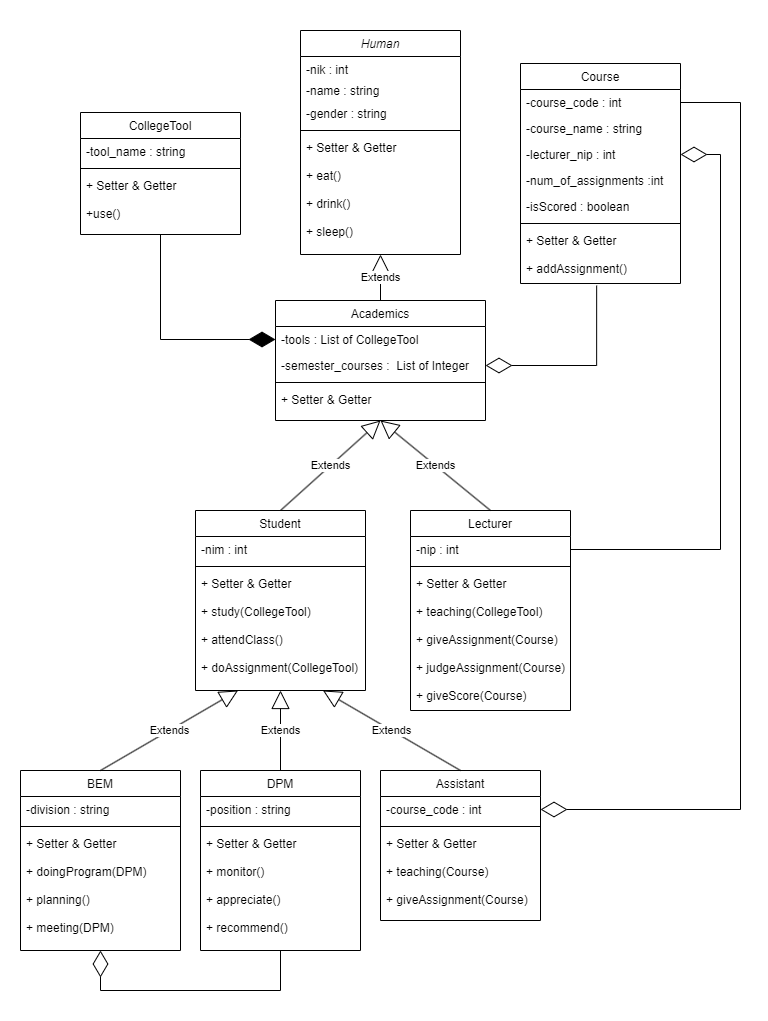 Human
-nik : int
-name : string
-gender : string
+ Setter & Getter
+ eat()
+ drink()
+ sleep()
CollegeTool
-tool_name : string
+ Setter & Getter
+use()
Course
-course_code : int
-course_name : string
-lecturer_nip : int
-num_of_assignments :int
-isScored : boolean
+ Setter & Getter
+ addAssignment()
Extends
Academics
-tools : List of CollegeTool
-semester_courses :  List of Integer
+ Setter & Getter
Extends
Extends
Student
-nim : int
+ Setter & Getter
+ study(CollegeTool)
+ attendClass()
+ doAssignment(CollegeTool)
Lecturer
-nip : int
+ Setter & Getter
+ teaching(CollegeTool)
+ giveAssignment(Course)
+ judgeAssignment(Course)
+ giveScore(Course)
Extends
Extends
Extends
BEM
-division : string
+ Setter & Getter
+ doingProgram(DPM)
+ planning()
+ meeting(DPM)
DPM
-position : string
+ Setter & Getter
+ monitor()
+ appreciate()
+ recommend()
Assistant
-course_code : int
+ Setter & Getter
+ teaching(Course)
+ giveAssignment(Course)